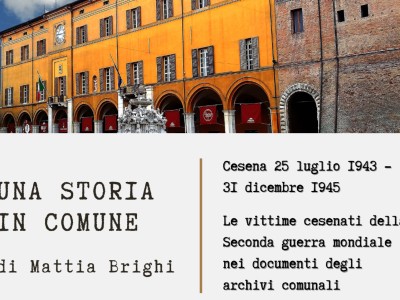 UNA STORIA
IN COMUNE
di Mattia Brighi
Cesena 25 luglio 1943 –
31 dicembre 1945
Le vittime cesenati della
Seconda guerra mondiale
nei documenti degli
archivi comunali